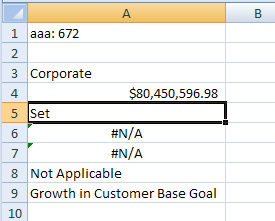 A B
1 aaa: 672
2
3 Corporate
4 $80,450,596.98
5 Set
6 #N/A
7 #N/A
8 Not Applicable
9 Growth in Customer Base Goal
10